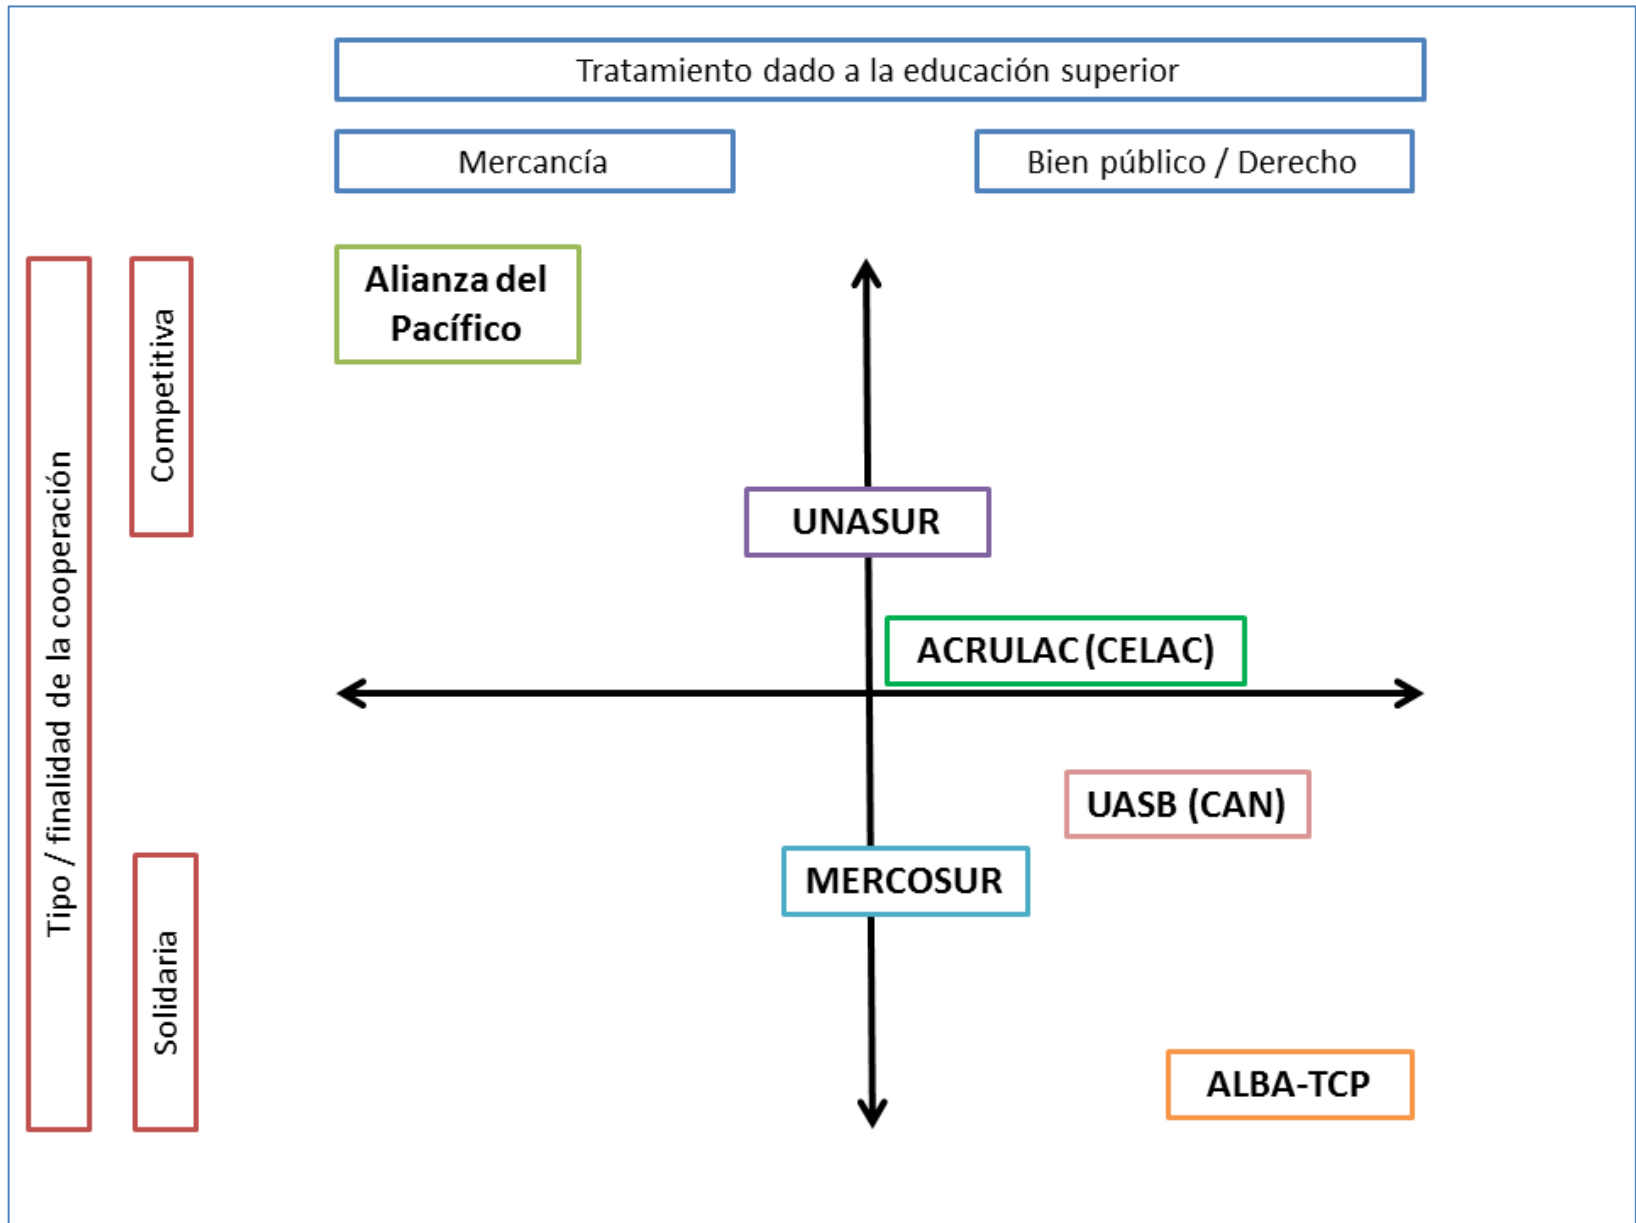 Tratamiento dado a la educación superior
Mercancía
Bien público / Derecho
Tipo / finalidad de la cooperación
Competitiva
Solidaria
Alianza del
Pacífico
UNASUR
ACRULAC (CELAC)
UASB (CAN)
MERCOSUR
ALBA-TCP